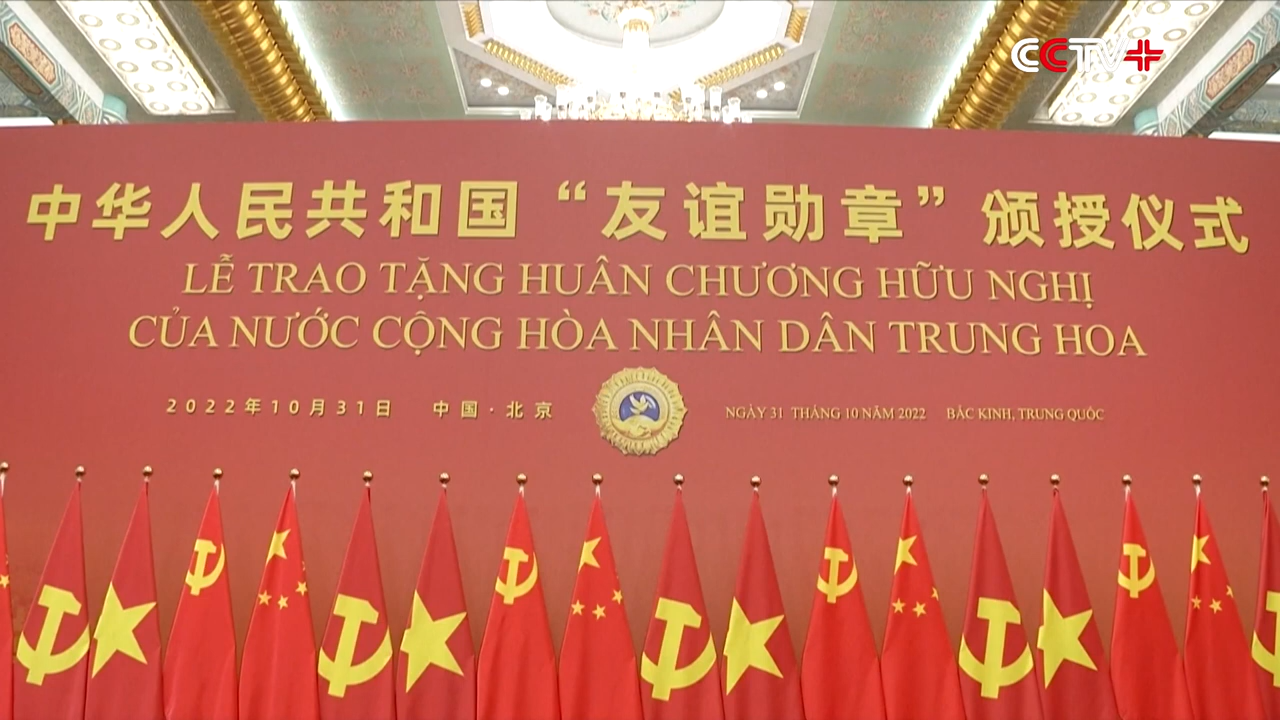 CCTV+
中华人民共和国“友谊勋章”颁授仪式
LỄ TRAO TẶNG HUÂN CHƯƠNG HỮU NGHỊ
CỦA NƯỚC CỘNG HÒA NHÂN DÂN TRUNG HOA
2022年10月31日 中国·北京
NGÀY 31 THÁNG 10 NĂM 2022 BẮC KINH, TRUNG QUỐC